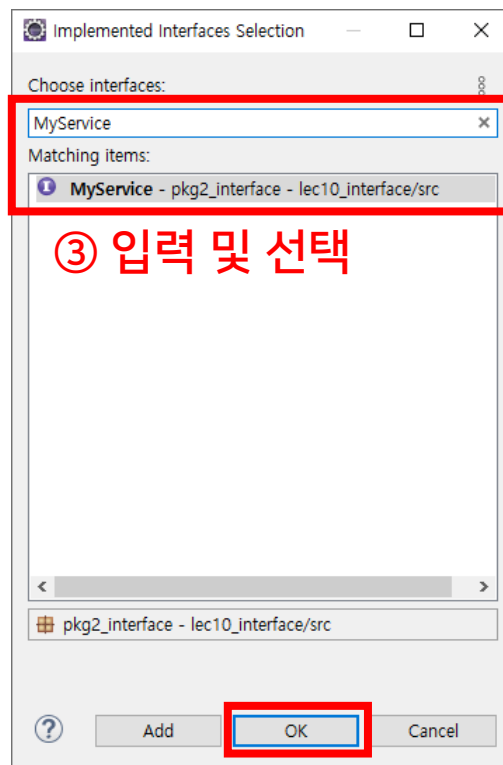 Implemented Interfaces Selection
Choose interfaces:
MyService
Matching items:
MyService - pkg2_interface - lec10_interface/src
③ 입력 및 선택
pkg2_interface - lec10_interface/src
Add OK Cancel